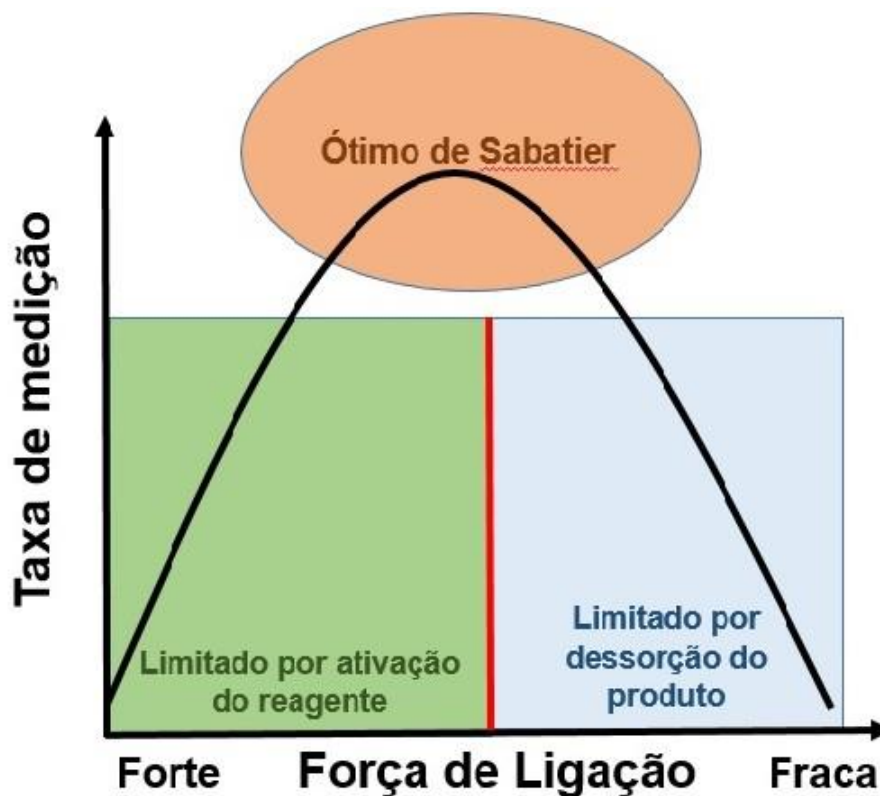 Ótimo de Sabatier
Taxa de medição
Limitado por ativação
do reagente
Limitado por
dessorção do
produto
Forte
Força de Ligação
Fraca